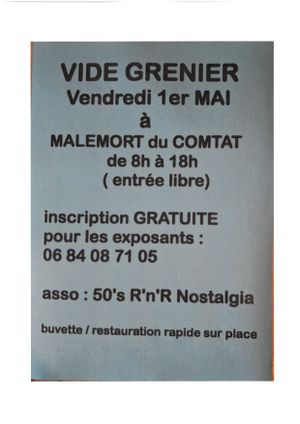 VIDE GRENIER
Vendredi 1er MAI
à
MALEMORT du COMTAT
de 8h à 18h
( entrée libre)
inscription GRATUITE
pour les exposants :
06 84 08 71 05
asso : 50's R'n'R Nostalgia
buvette / restauration rapide sur place